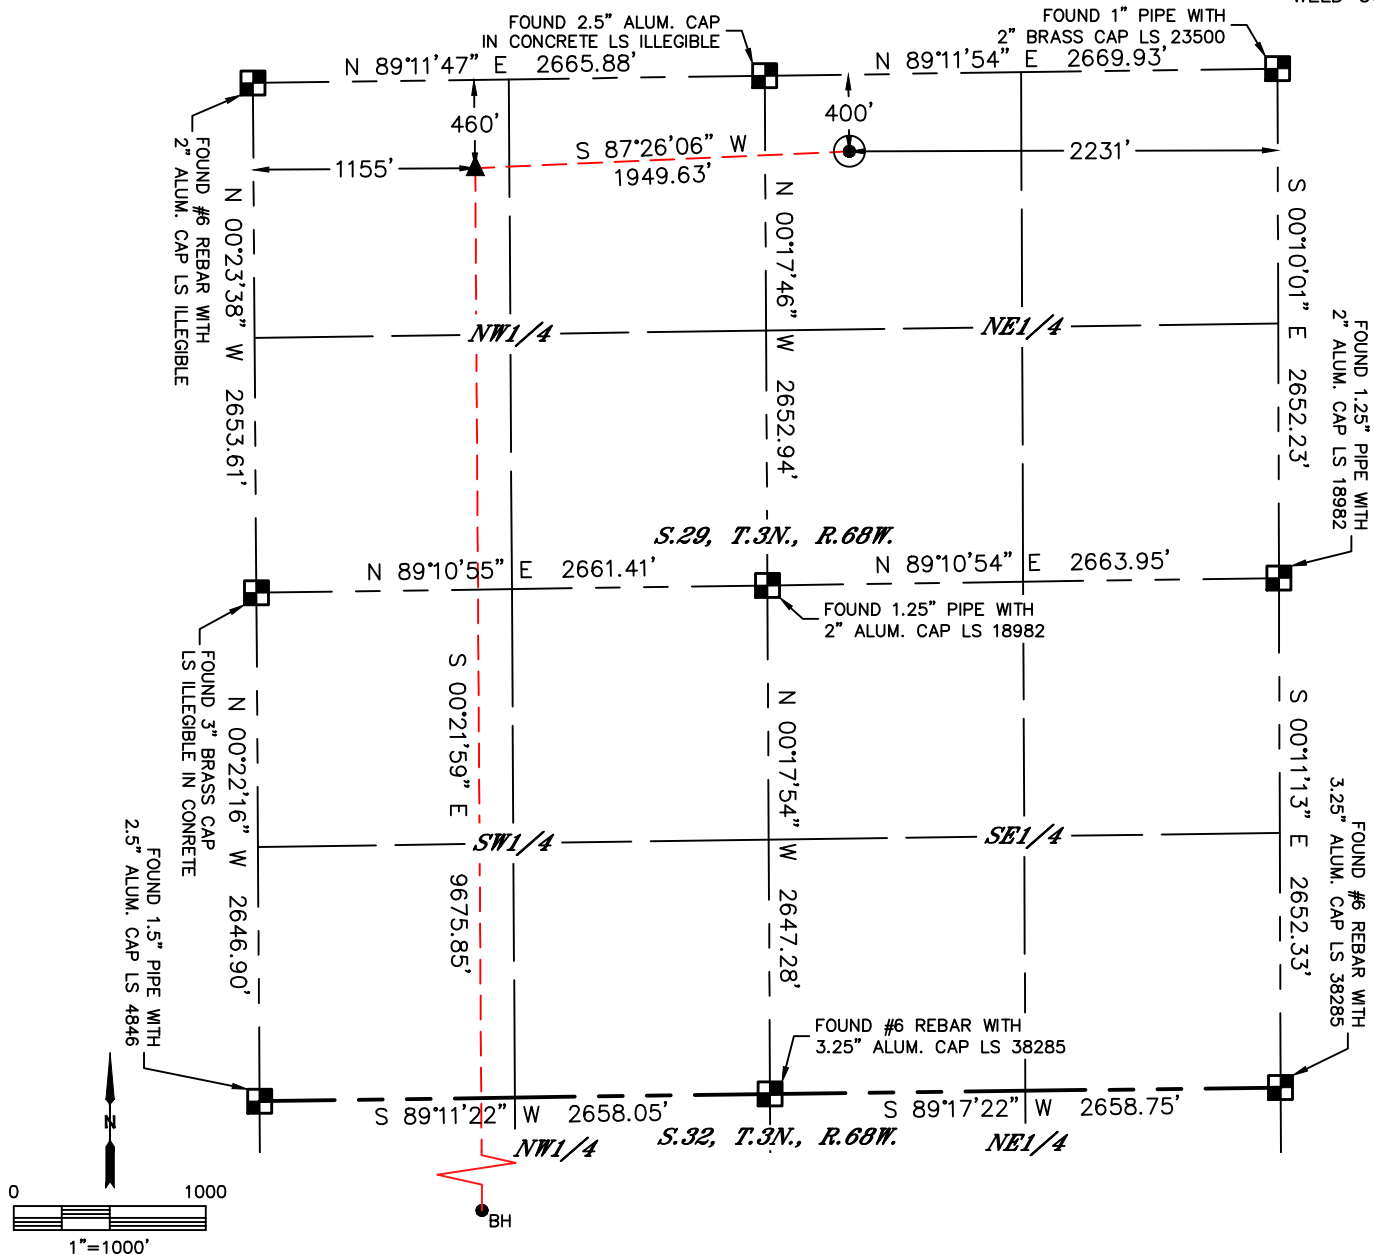 FOUND 2.5" ALUM. CAP
IN CONCRETE LS ILLEGIBLE
FOUND 1" PIPE WITH
2" BRASS CAP LS 23500
N 89°11'47" E 2665.88'
N 89°11'54" E 2669.93'
460'
400'
S 87°26'06" W
1949.63'
1155'
2231'
FOUND #6 REBAR WITH
2" ALUM. CAP LS ILLEGIBLE
N 00°23'38" W 2653.61'
N 00°17'46" W 2652.94'
S 00°10'01" E 2652.23'
FOUND 1.25" PIPE WITH
2" ALUM. CAP LS 18982
NW1/4
NE1/4
S.29, T.3N., R.68W.
N 89°10'55" E 2661.41'
N 89°10'54" E 2663.95'
FOUND 1.25" PIPE WITH
2" ALUM. CAP LS 18982
FOUND 3" BRASS CAP
LS ILLEGIBLE IN CONRETE
N 00°22'16" W 2646.90'
S 00°21'59" E 9675.85'
N 00°17'54" W 2647.28'
S 00°11'13" E 2652.33'
FOUND #6 REBAR WITH
3.25" ALUM. CAP LS 38285
SW1/4
SE1/4
FOUND 1.5" PIPE WITH
2.5" ALUM. CAP LS 4846
FOUND #6 REBAR WITH
3.25" ALUM. CAP LS 38285
S 89°11'22" W 2658.05'
S 89°17'22" W 2658.75'
S.32, T.3N., R.68W.
NW1/4
NE1/4
N
0 1000
1"=1000'
BH